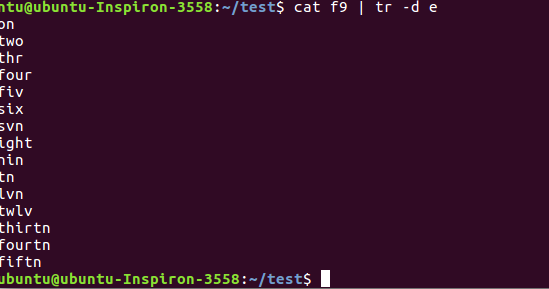 ntu@ubuntu-Inspiron-3558:~/test$ cat f9 | tr -d e
on
two
thr
four
fiv
six
svn
ight
nin
tn
lvn
twlv
thirtn
fourtn
fiftn
ubuntu@ubuntu-Inspiron-3558:~/test$